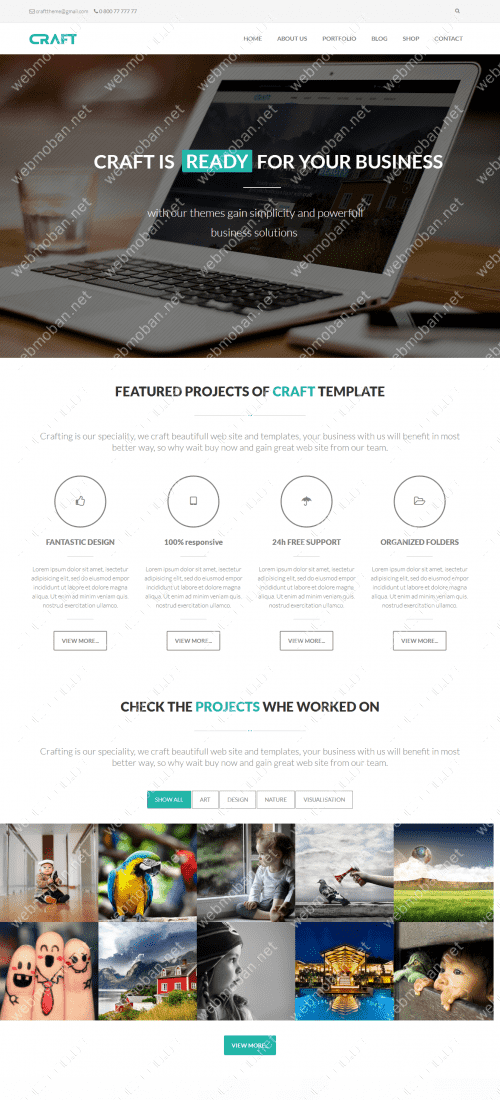 crafttheme@gmail.com 0 800 77 777 77
CRAFT
HOME ABOUT US PORTFOLIO BLOG SHOP CONTACT
CRAFT IS READY FOR YOUR BUSINESS
with our themes gain simplicity and powerfull
business solutions
FEATURED PROJECTS OF CRAFT TEMPLATE
Crafting is our speciality, we craft beautifull web site and templates, your business with us will benefit in most
better way, so why wait buy now and gain great web site from our team.
FANTASTIC DESIGN
Lorem ipsum dolor sit amet, isectetur
adipisicing elit, sed do eiusmod empor
incididunt ut labore et dolore magna
aliqua. Ut enim ad minim veniam quis
nostrud exercitation ullamco.
VIEW MORE...
100% responsive
Lorem ipsum dolor sit amet, isectetur
adipisicing elit, sed do eiusmod empor
incididunt ut labore et dolore magna
aliqua. Ut enim ad minim veniam quis
nostrud exercitation ullamco.
VIEW MORE...
24h FREE SUPPORT
Lorem ipsum dolor sit amet, isectetur
adipisicing elit, sed do eiusmod empor
incididunt ut labore et dolore magna
aliqua. Ut enim ad minim veniam quis
nostrud exercitation ullamco.
VIEW MORE...
ORGANIZED FOLDERS
Lorem ipsum dolor sit amet, isectetur
adipisicing elit, sed do eiusmod empor
incididunt ut labore et dolore magna
aliqua. Ut enim ad minim veniam quis
nostrud exercitation ullamco.
VIEW MORE...
CHECK THE PROJECTS WHE WORKED ON
Crafting is our speciality, we craft beautifull web site and templates, your business with us will benefit in most
better way, so why wait buy now and gain great web site from our team.
SHOW ALL ART DESIGN NATURE VISUALISATION
VIEW MORE...
webmoban.net